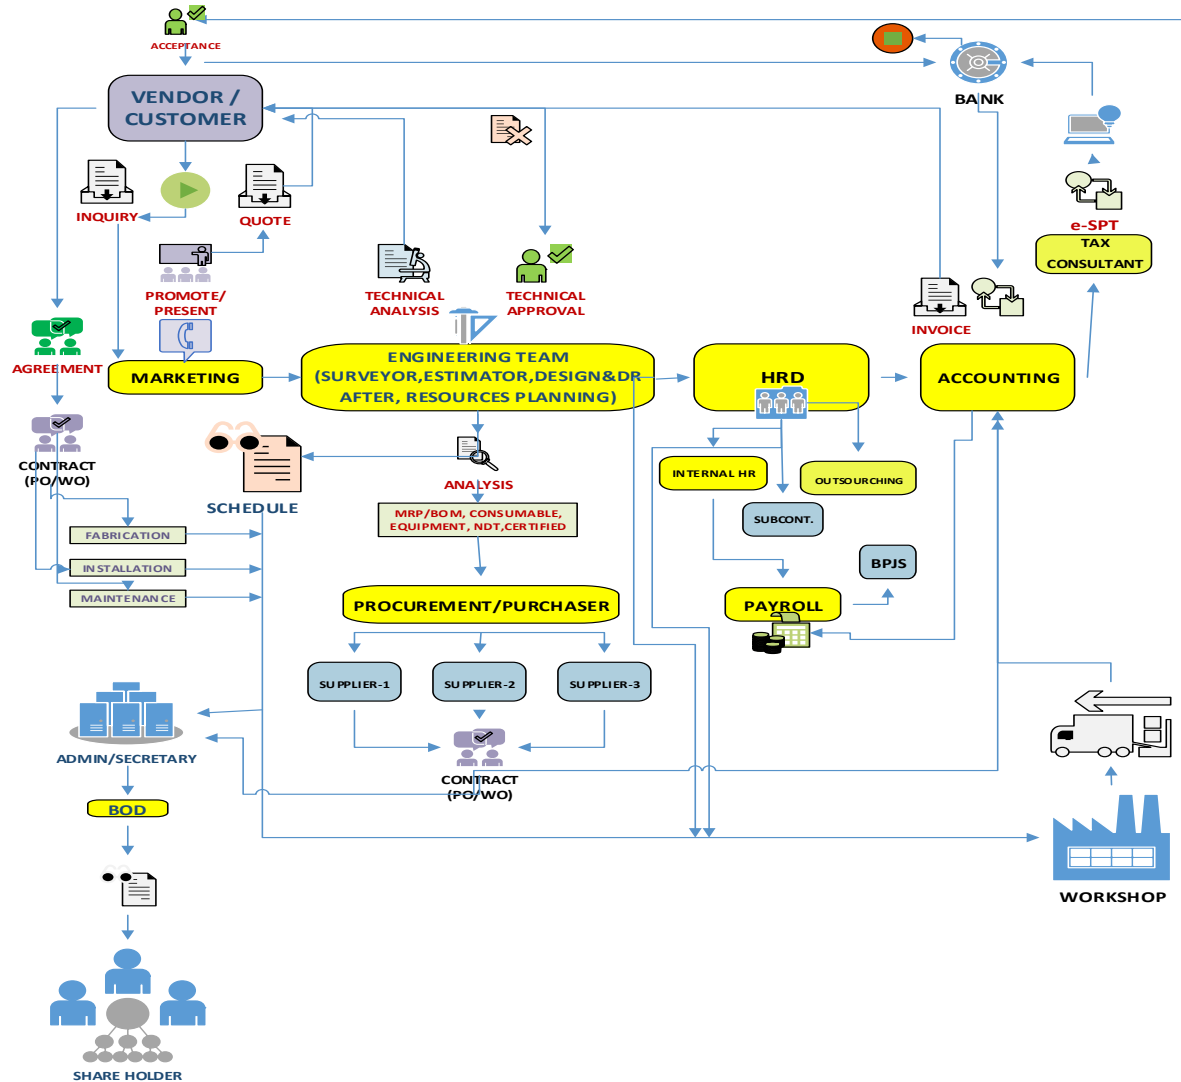 ACCEPTANCE
VENDOR /
CUSTOMER
BANK
INQUIRY
QUOTE
e-SPT
TAX
CONSULTANT
PROMOTE/
PRESENT
TECHNICAL
ANALYSIS
TECHNICAL
APPROVAL
INVOICE
AGREEMENT
MARKETING
ENGINEERING TEAM
(SURVEYOR,ESTIMATOR,DESIGN&DR
AFTER, RESOURCES PLANNING)
HRD
ACCOUNTING
CONTRACT
(PO/WO)
SCHEDULE
ANALYSIS
INTERNAL HR
OUTSOURCHING
MRP/BOM, CONSUMABLE,
EQUIPMENT, NDT,CERTIFIED
SUBCONT.
FABRICATION
INSTALLATION
MAINTENANCE
BPJS
PROCUREMENT/PURCHASER
PAYROLL
SUPPLIER-1
SUPPLIER-2
SUPPLIER-3
ADMIN/SECRETARY
CONTRACT
(PO/WO)
BOD
WORKSHOP
SHARE HOLDER